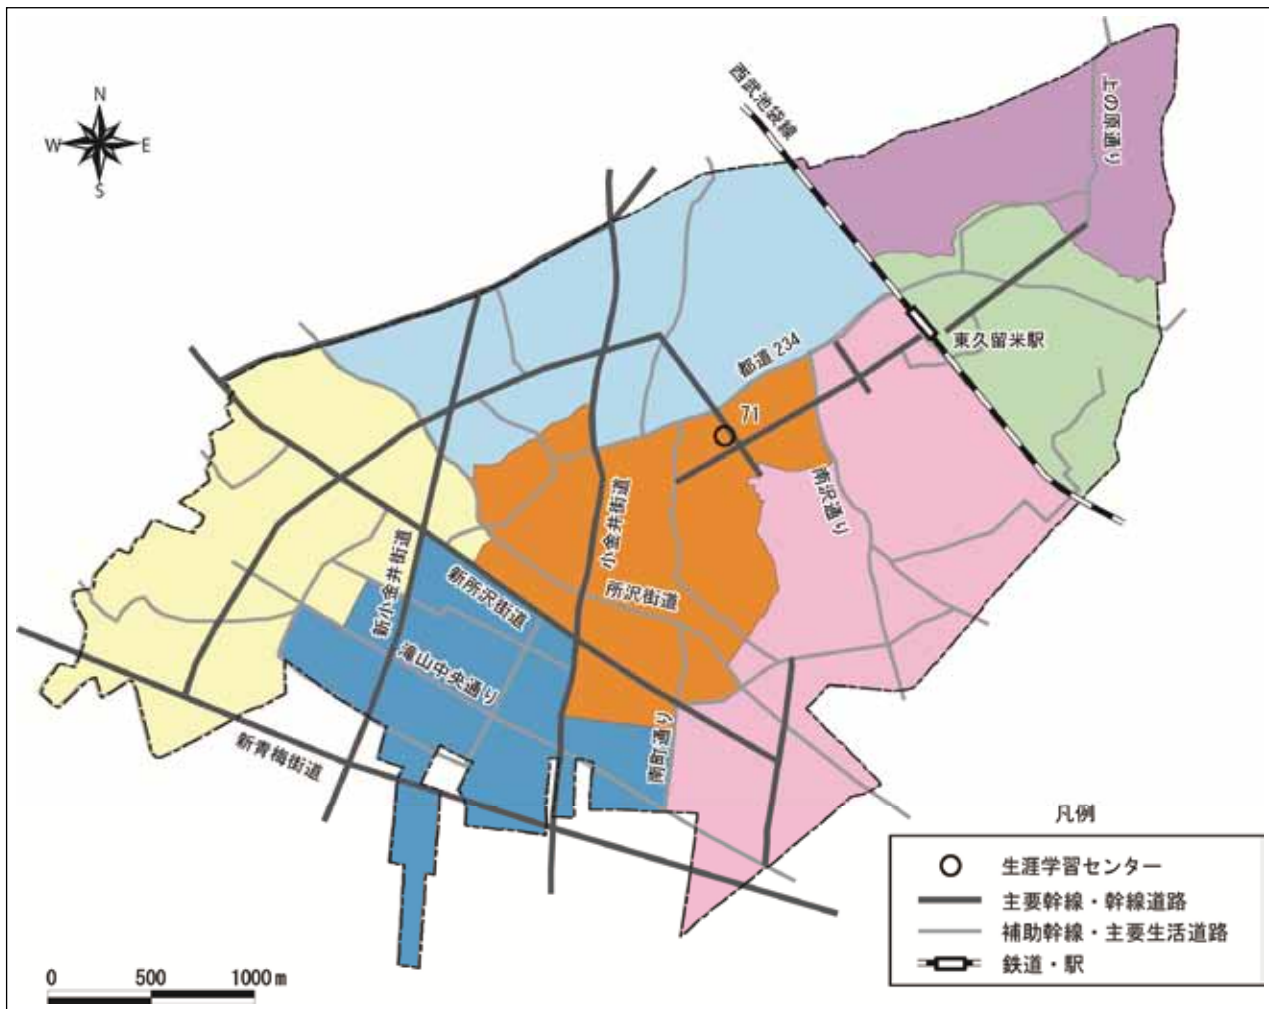 N
W E
S
西武池袋線
上の原通り
東久留米駅
都道234
71
南沢通り
小金井街道
所沢街道
新小金井街道
新所沢街道
滝山中央通り
南町通り
新青梅街道
凡例
生涯学習センター
主要幹線・幹線道路
補助幹線・主要生活道路
鉄道・駅
0 500 1000m